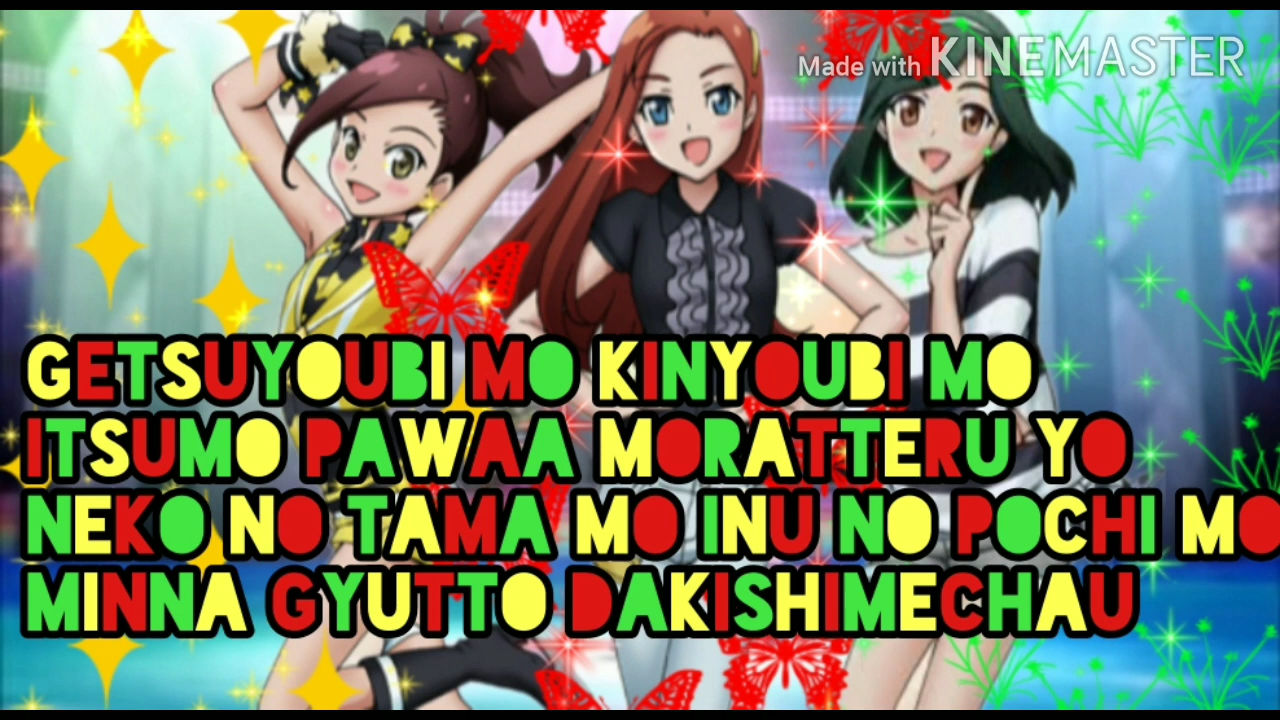 Made with KINEMASTER
GETSUYOUBI MO KINYOUBI MO
ITSUMO PAWAA MORATTERU YO
NEKO NO TAMA MO INU NO POCHI MO
MINNA GYUTTO DAKISHIMECHAU